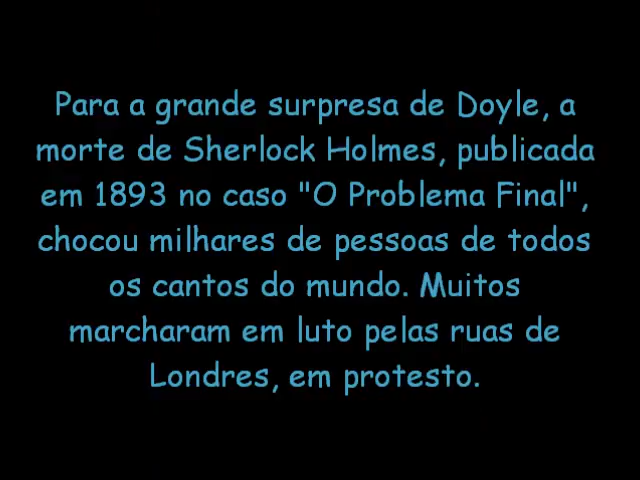 Para a grande surpresa de Doyle, a
morte de Sherlock Holmes, publicada
em 1893 no caso "O Problema Final",
chocou milhares de pessoas de todos
os cantos do mundo. Muitos
marcharam em luto pelas ruas de
Londres, em protesto.